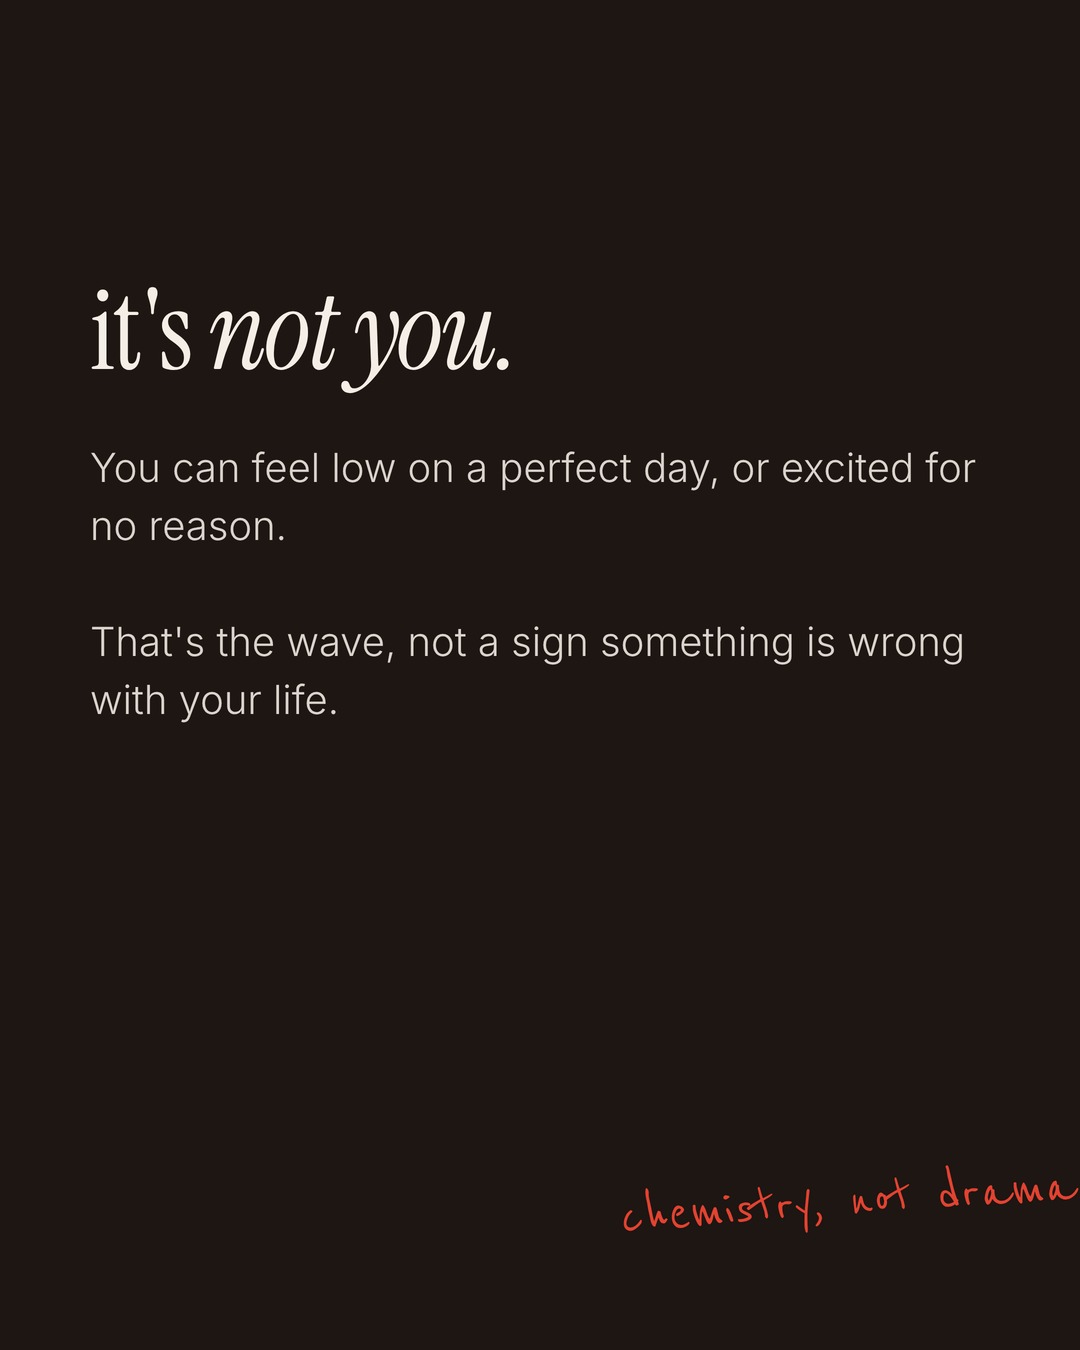 it's not you.
You can feel low on a perfect day, or excited for
no reason.
That's the wave, not a sign something is wrong
with your life.
chemistry, not drama